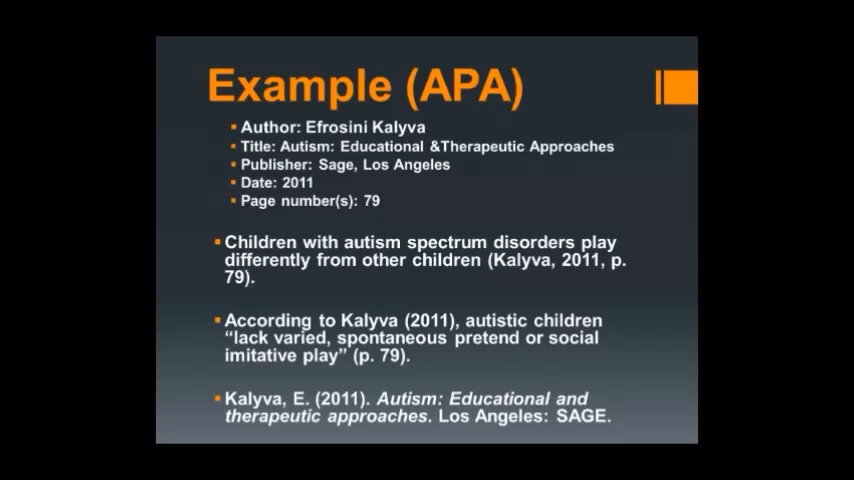 Example (APA)
▪ Author: Efrosini Kalyva
▪ Title: Autism: Educational &Therapeutic Approaches
▪ Publisher: Sage, Los Angeles
▪ Date: 2011
▪ Page number(s): 79
▪ Children with autism spectrum disorders play
differently from other children (Kalyva, 2011, p.
79).
▪ According to Kalyva (2011), autistic children
“lack varied, spontaneous pretend or social
imitative play” (p. 79).
▪ Kalyva, E. (2011). Autism: Educational and
therapeutic approaches. Los Angeles: SAGE.